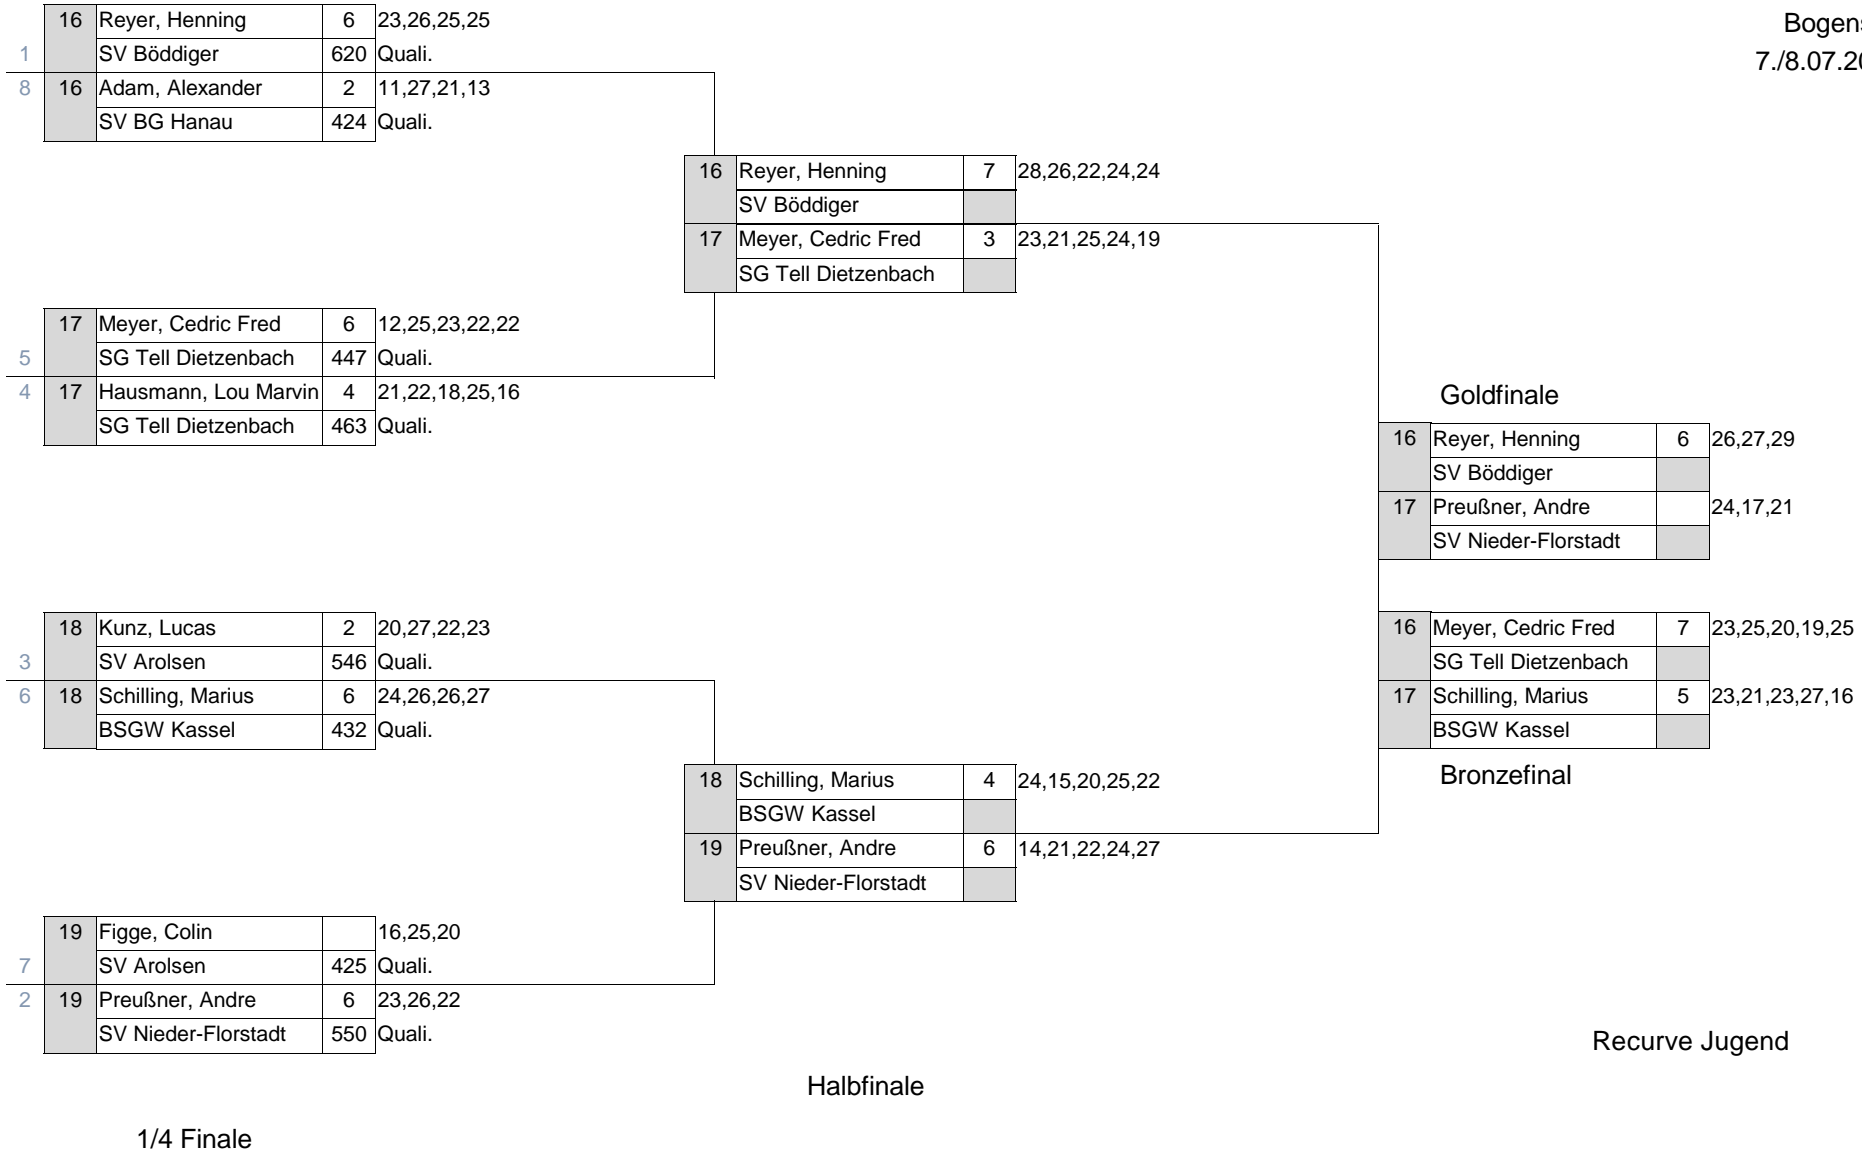 16 Reyer, Henning 6 23,26,25,25
1 SV Böddiger 620 Quali.
8 16 Adam, Alexander 2 11,27,21,13
SV BG Hanau 424 Quali.
Bogens
7./8.07.20
16 Reyer, Henning 7 28,26,22,24,24
SV Böddiger
17 Meyer, Cedric Fred 3 23,21,25,24,19
SG Tell Dietzenbach
17 Meyer, Cedric Fred 6 12,25,23,22,22
5 SG Tell Dietzenbach 447 Quali.
4 17 Hausmann, Lou Marvin 4 21,22,18,25,16
SG Tell Dietzenbach 463 Quali.
Goldfinale
16 Reyer, Henning 6 26,27,29
SV Böddiger
17 Preußner, Andre 24,17,21
SV Nieder-Florstadt
18 Kunz, Lucas 2 20,27,22,23
3 SV Arolsen 546 Quali.
6 18 Schilling, Marius 6 24,26,26,27
BSGW Kassel 432 Quali.
16 Meyer, Cedric Fred 7 23,25,20,19,25
SG Tell Dietzenbach
17 Schilling, Marius 5 23,21,23,27,16
BSGW Kassel
Bronzefinal
18 Schilling, Marius 4 24,15,20,25,22
BSGW Kassel
19 Preußner, Andre 6 14,21,22,24,27
SV Nieder-Florstadt
19 Figge, Colin 16,25,20
7 SV Arolsen 425 Quali.
2 19 Preußner, Andre 6 23,26,22
SV Nieder-Florstadt 550 Quali.
Recurve Jugend
Halbfinale
1/4 Finale